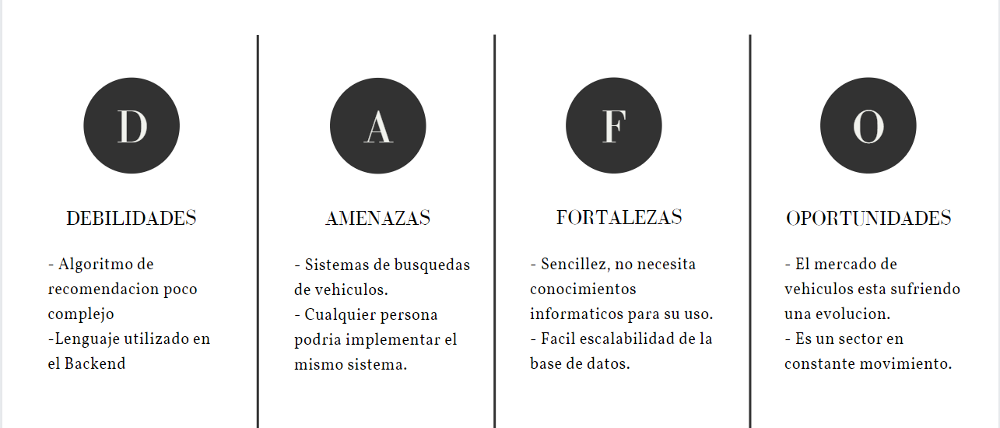 D
DEBILIDADES
- Algoritmo de
recomendacion poco
complejo
-Lenguaje utilizado en
el Backend
A
AMENAZAS
- Sistemas de busquedas
de vehiculos.
- Cualquier persona
podria implementar el
mismo sistema.
F
FORTALEZAS
- Sencillez, no necesita
conocimientos
informaticos para su uso.
- Facil escalabilidad de la
base de datos.
O
OPORTUNIDADES
- El mercado de
vehiculos esta sufriendo
una evolucion.
- Es un sector en
constante movimiento.